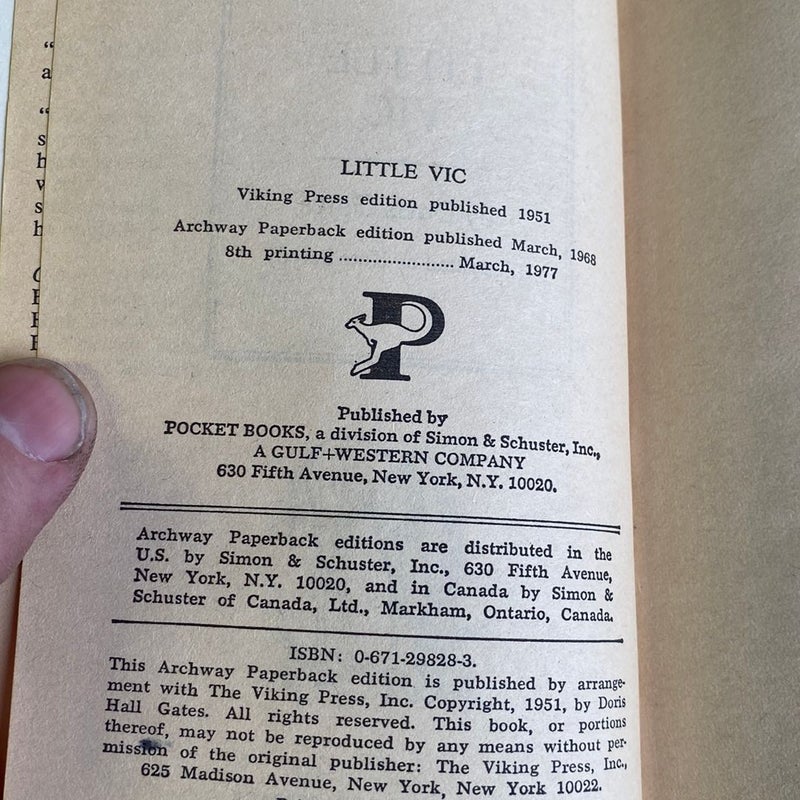 LITTLE VIC
Viking Press edition published 1951
Archway Paperback edition published March, 1968
8th printing ........................ March, 1977
P
Published by
POCKET BOOKS, a division of Simon & Schuster, Inc.,
A GULF+WESTERN COMPANY
630 Fifth Avenue, New York, N.Y. 10020.
Archway Paperback editions are distributed in the
U.S. by Simon & Schuster, Inc., 630 Fifth Avenue,
New York, N.Y. 10020, and in Canada by Simon &
Schuster of Canada, Ltd., Markham, Ontario, Canada.
ISBN: 0-671-29828-3.
This Archway Paperback edition is published by arrange-
ment with The Viking Press, Inc. Copyright, 1951, by Doris
Hall Gates. All rights reserved. This book, or portions
thereof, may not be reproduced by any means without per-
mission of the original publisher: The Viking Press, Inc.,
625 Madison Avenue, New York, New York 10022.